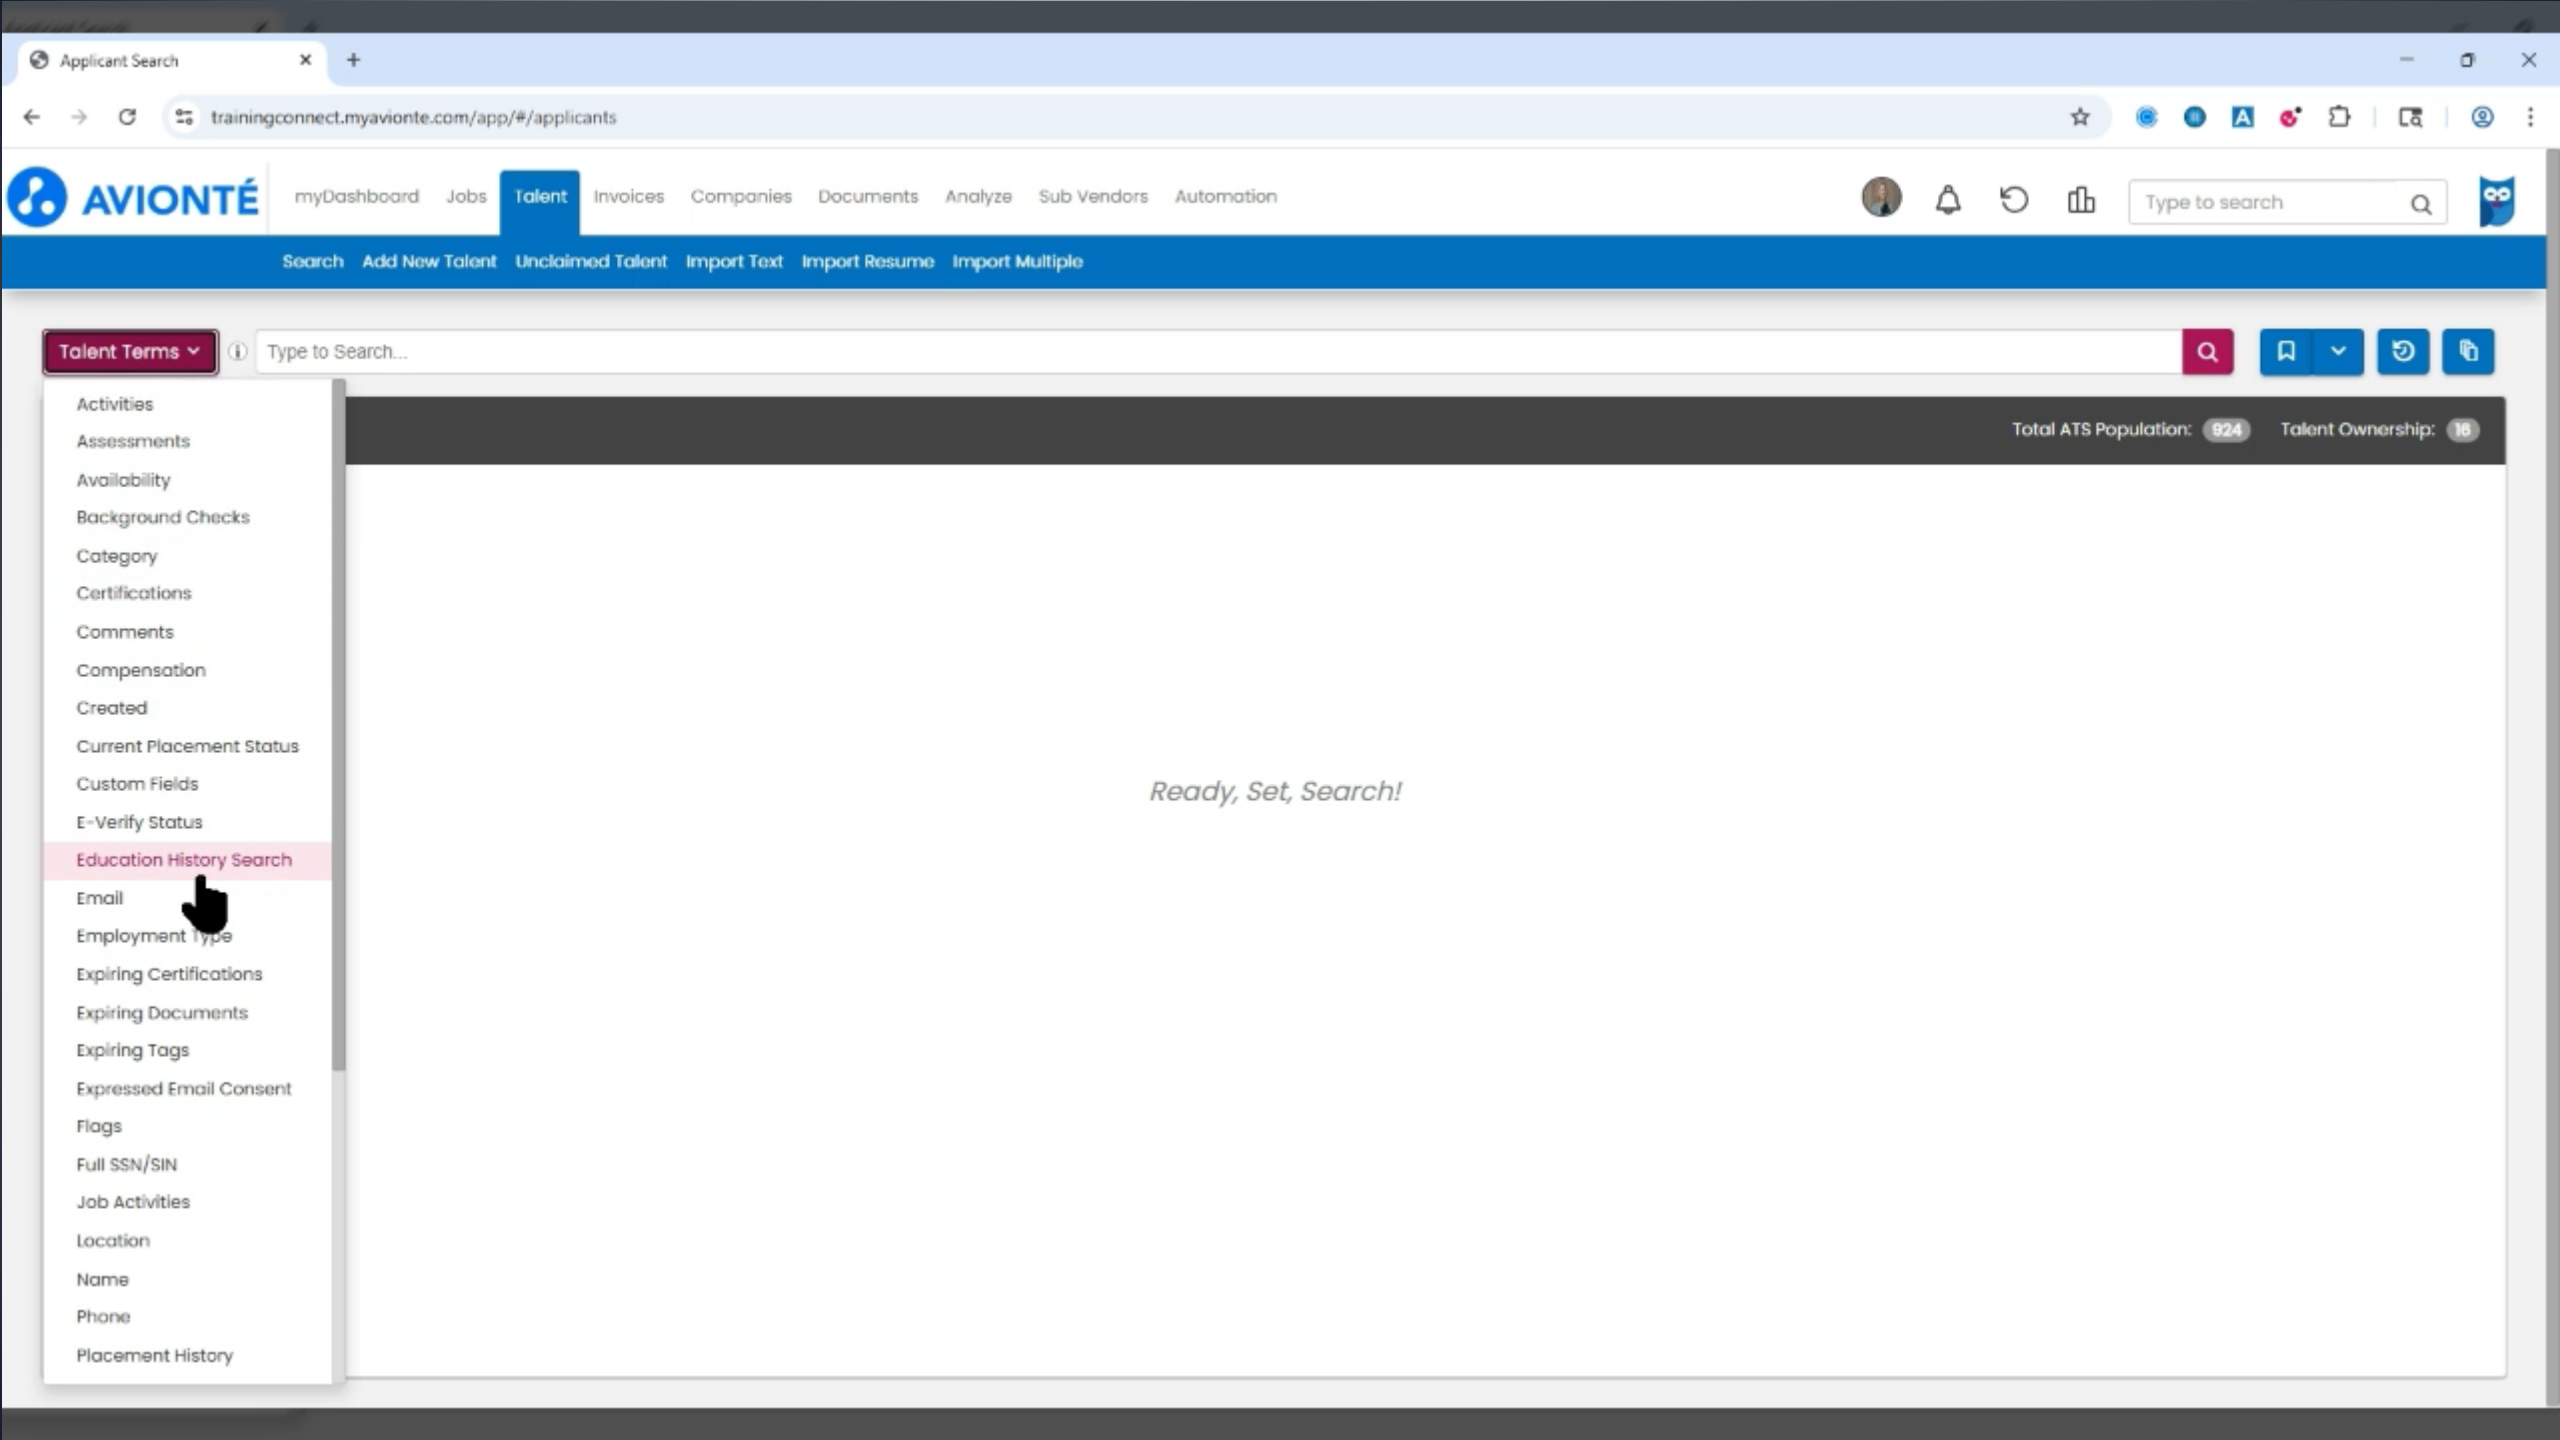 Applicant Search
trainingconnect.myavionte.com/app/#/applicants
AVIONTÉ
myDashboard Jobs Talent Invoices Companies Documents Analyze Sub Vendors Automation
Type to search
Search Add New Talent Unclaimed Talent Import Text Import Resume Import Multiple
Talent Terms
Type to Search...
Total ATS Population: 924 Talent Ownership: 16
Activities
Assessments
Availability
Background Checks
Category
Certifications
Comments
Compensation
Created
Current Placement Status
Custom Fields
E-Verify Status
Education History Search
Email
Employment Type
Expiring Certifications
Expiring Documents
Expiring Tags
Expressed Email Consent
Flags
Full SSN/SIN
Job Activities
Location
Name
Phone
Placement History
Ready, Set, Search!